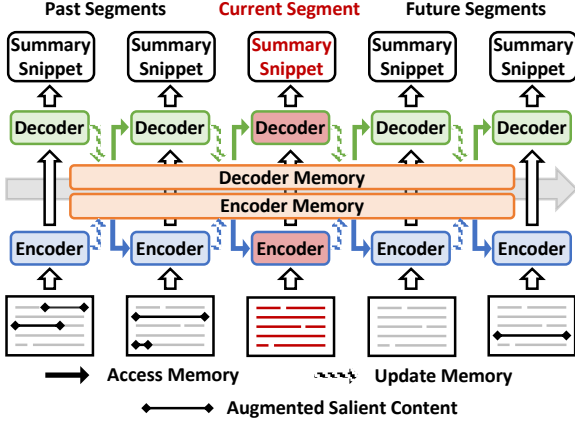 Past Segments Current Segment Future Segments
Summary Snippet Summary Snippet Summary Snippet Summary Snippet Summary Snippet
Decoder Decoder Decoder Decoder Decoder
Decoder Memory
Encoder Memory
Encoder Encoder Encoder Encoder Encoder
Access Memory Update Memory
Augmented Salient Content